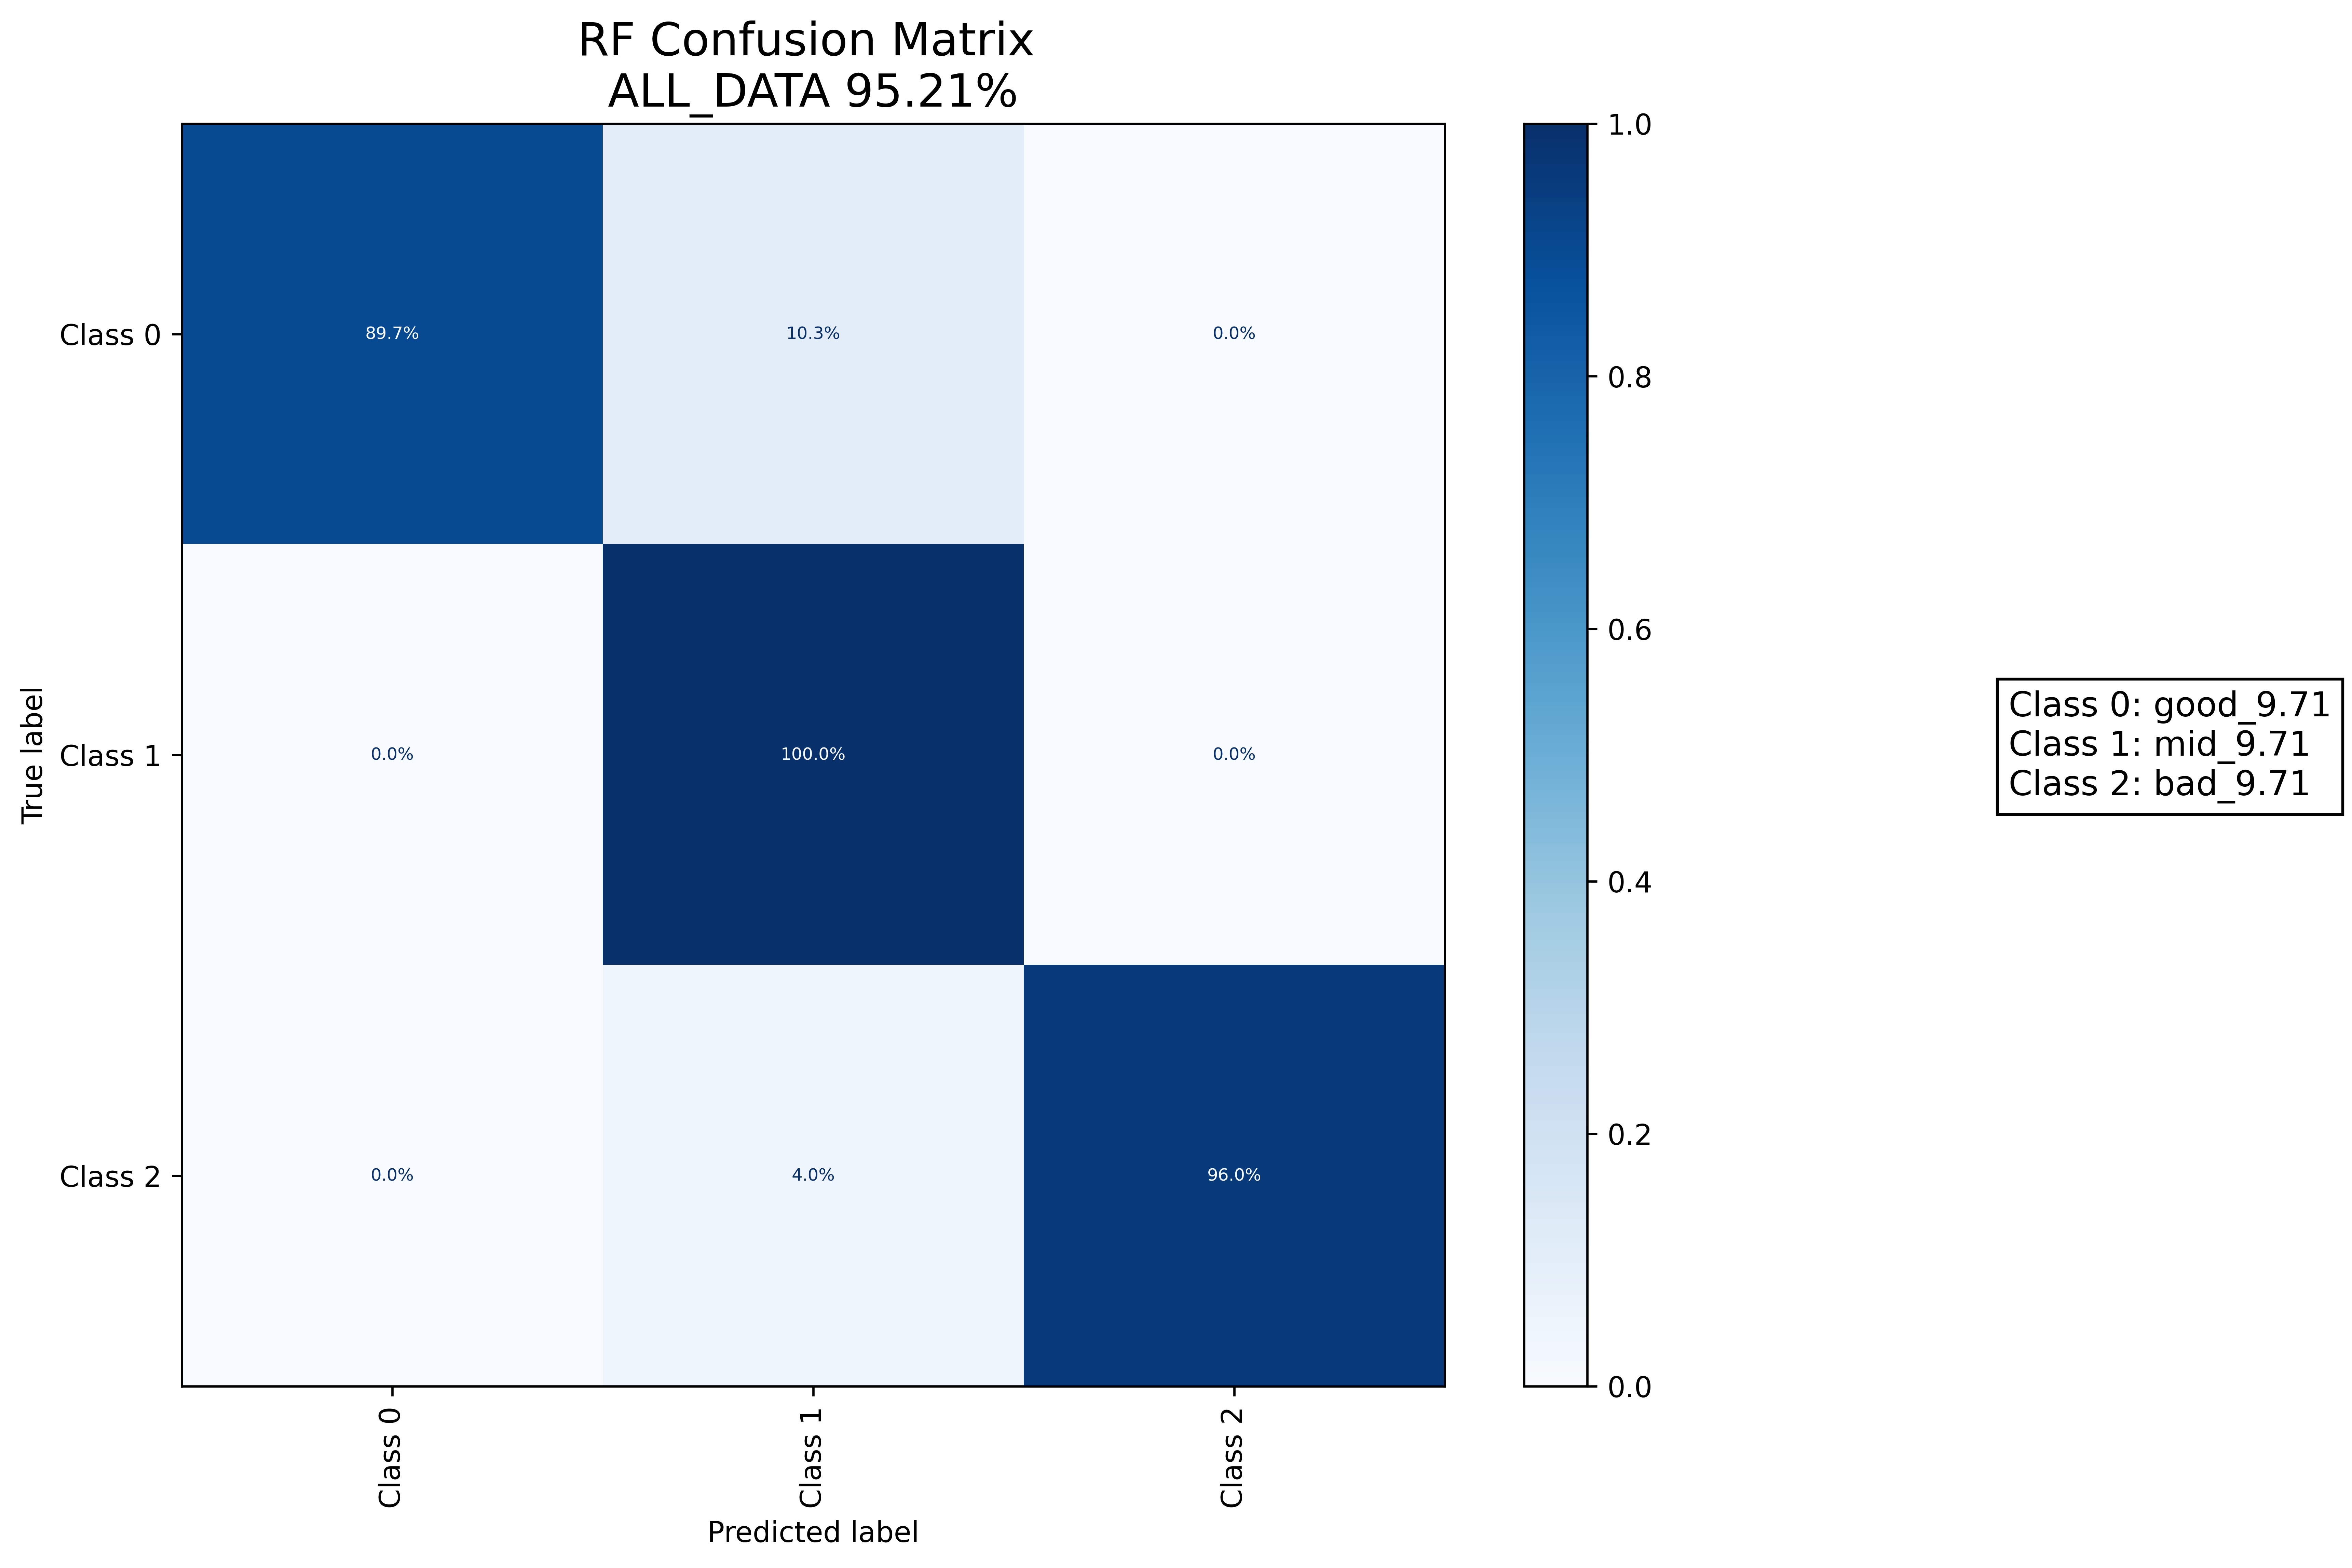 RF Confusion Matrix
ALL_DATA 95.21%
True label
Class 0
89.7%
10.3%
0.0%
Class 1
0.0%
100.0%
0.0%
Class 2
0.0%
4.0%
96.0%
Class 0
Class 1
Class 2
Predicted label
1.0
0.8
0.6
0.4
0.2
0.0
Class 0: good_9.71
Class 1: mid_9.71
Class 2: bad_9.71